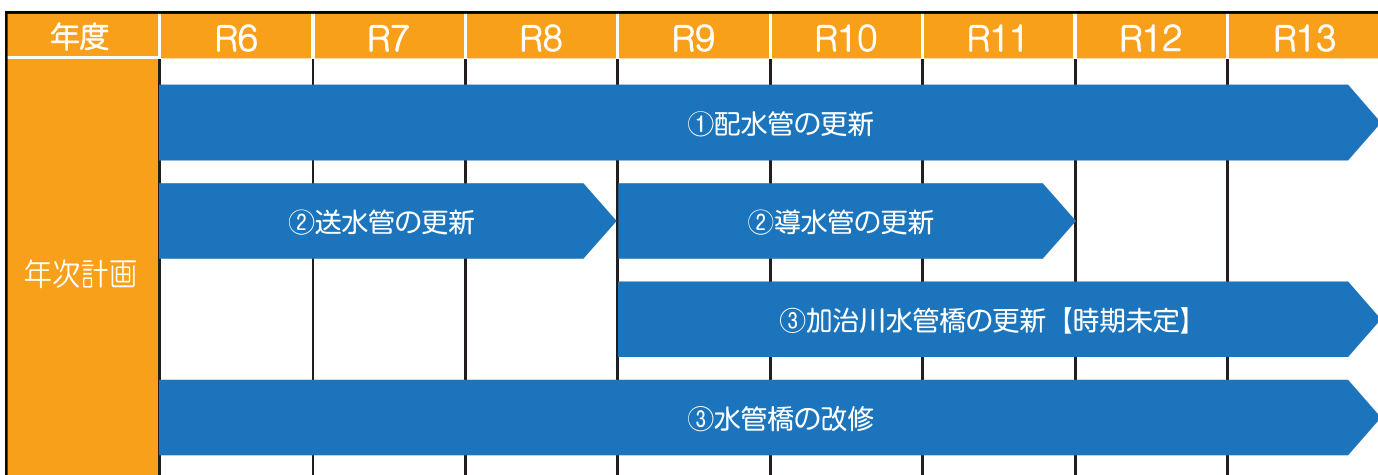 年度 R6 R7 R8 R9 R10 R11 R12 R13
①配水管の更新
②送水管の更新 ②導水管の更新
年次計画
③加治川水管橋の更新【時期未定】
③水管橋の改修